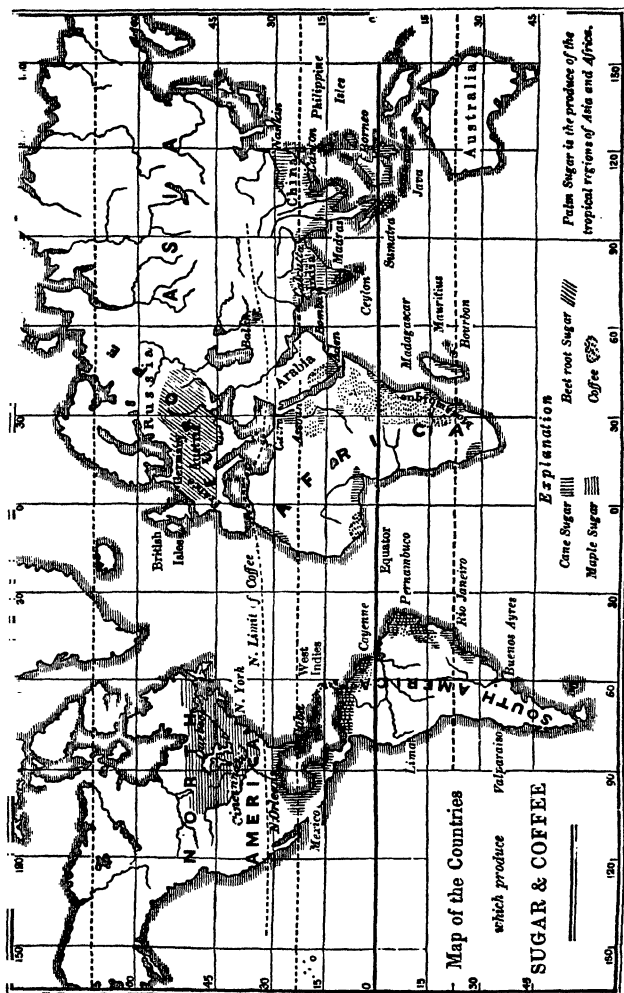 Map of the Countries
which produce
SUGAR & COFFEE
150
120
90
60
30
0
30
60
90
120
150
60
45
30
15
0
15
30
45
NORTH
AMERICA
N. York
N. Limit of Coffee
West
Indies
Mexico
Cayenne
Equator
Pernambuco
Rio Janeiro
Lima
SOUTH AMERICA
Buenos Ayres
Valparaiso
British
Isles
Russia
ASIA
Arabia
Aden
AFRICA
Madagascar
Mauritius
Bourbon
Bombay
Madras
Ceylon
China
Canton
Philippine
Isles
Borneo
Sumatra
Java
Australia
Explanation
Cane Sugar
Beet root Sugar
Maple Sugar
Coffee
Palm Sugar is the produce of the
tropical regions of Asia and Africa.